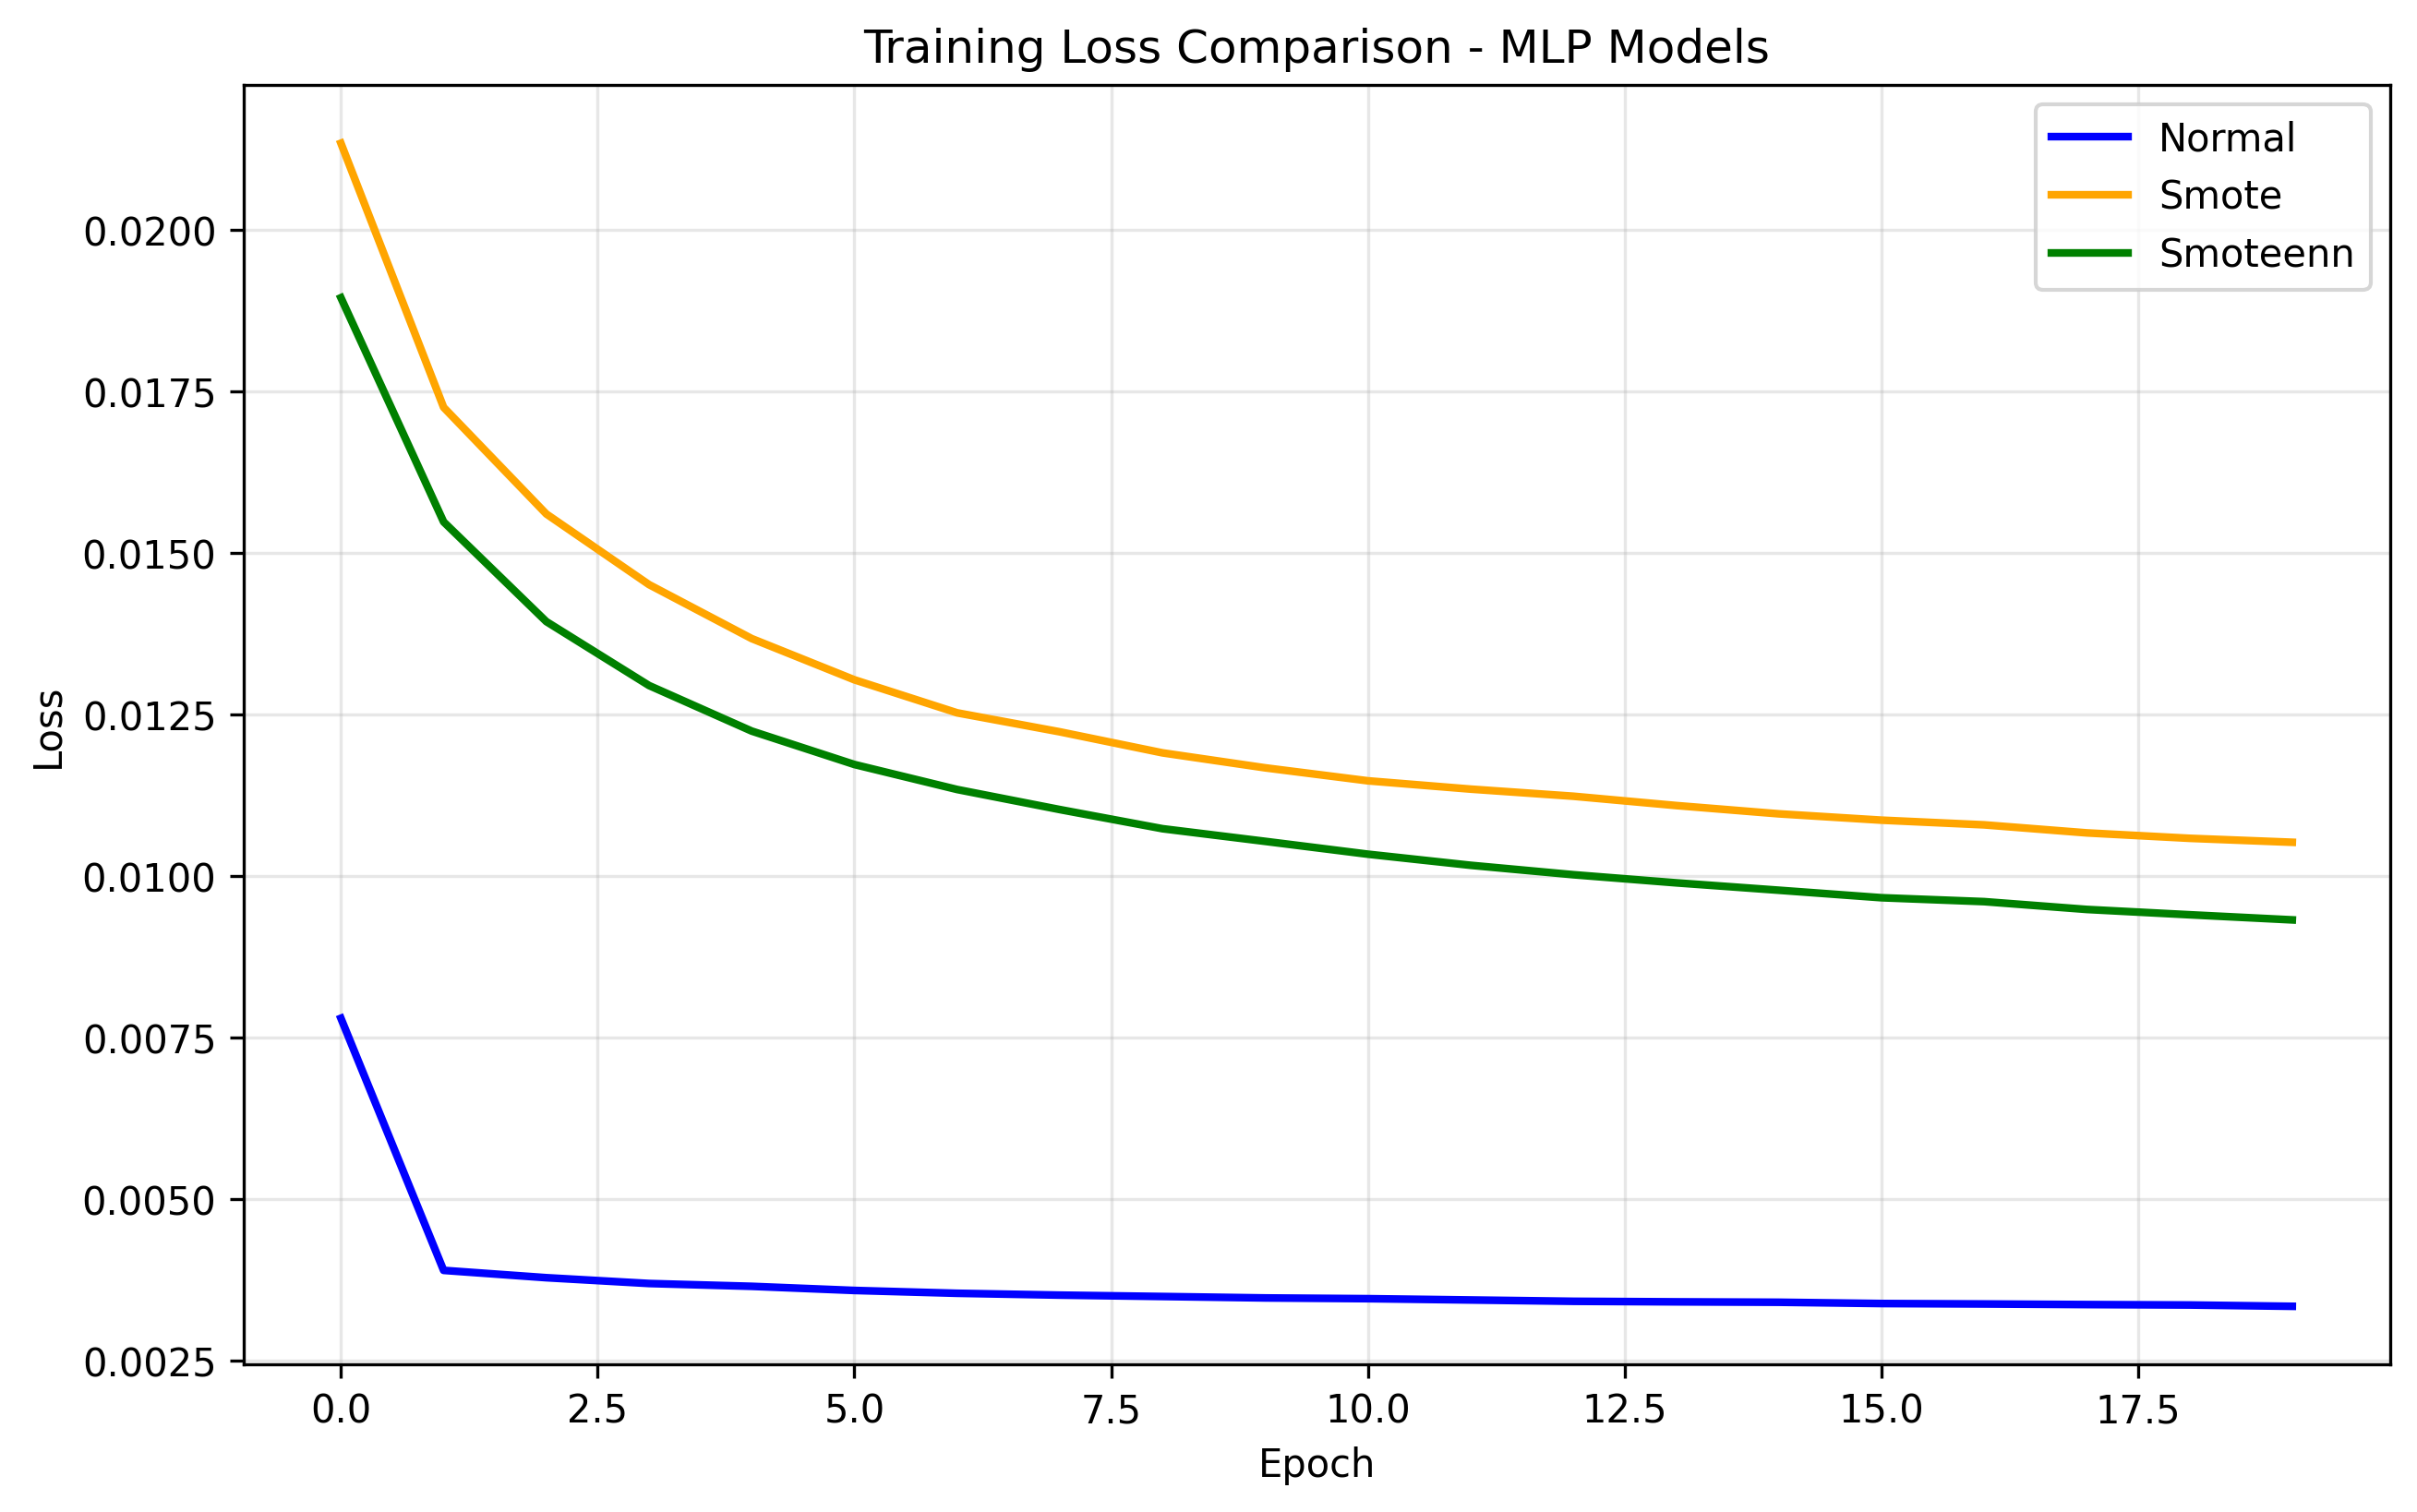 Training Loss Comparison - MLP Models
Normal
Smote
Smoteenn
0.0200
0.0175
0.0150
0.0125
0.0100
0.0075
0.0050
0.0025
Loss
0.0 2.5 5.0 7.5 10.0 12.5 15.0 17.5
Epoch